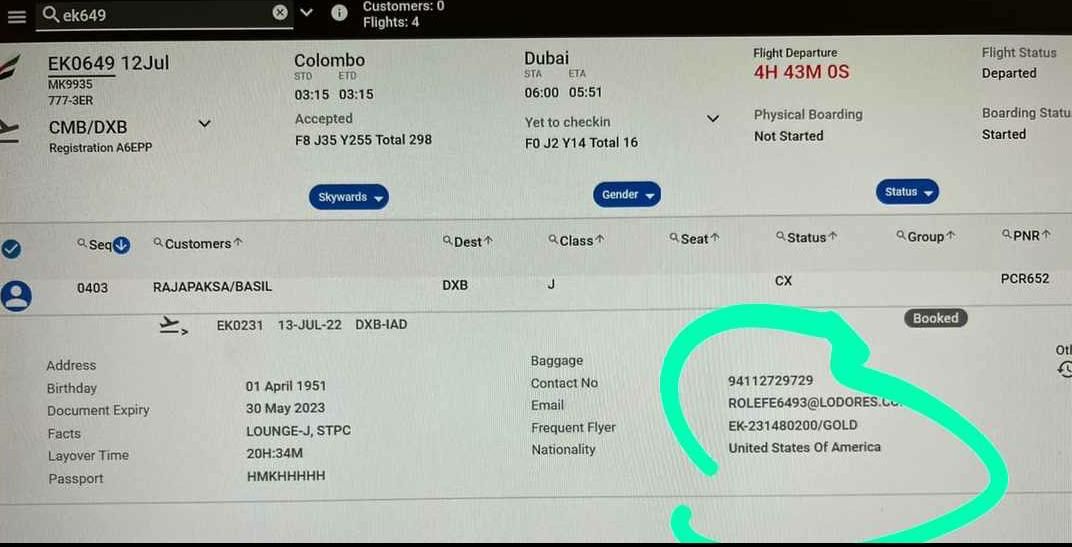 ek649
Customers: 0
Flights: 4
EK0649 12Jul
MK9935
777-3ER
CMB/DXB
Registration A6EPP
Colombo
STD ETD
03:15 03:15
Accepted
F8 J35 Y255 Total 298
Dubai
STA ETA
06:00 05:51
Yet to checkin
F0 J2 Y14 Total 16
Flight Departure
4H 43M 0S
Physical Boarding
Not Started
Flight Status
Departed
Boarding Statu
Started
Skywards
Gender
Status
Seq Customers Dest Class Seat Status Group PNR
0403 RAJAPAKSA/BASIL DXB J CX PCR652
EK0231 13-JUL-22 DXB-IAD Booked
Address
Birthday 01 April 1951
Document Expiry 30 May 2023
Facts LOUNGE-J, STPC
Layover Time 20H:34M
Passport HMKHHHHH
Baggage
Contact No 94112729729
Email
Frequent Flyer EK-231480200/GOLD
Nationality United States Of America